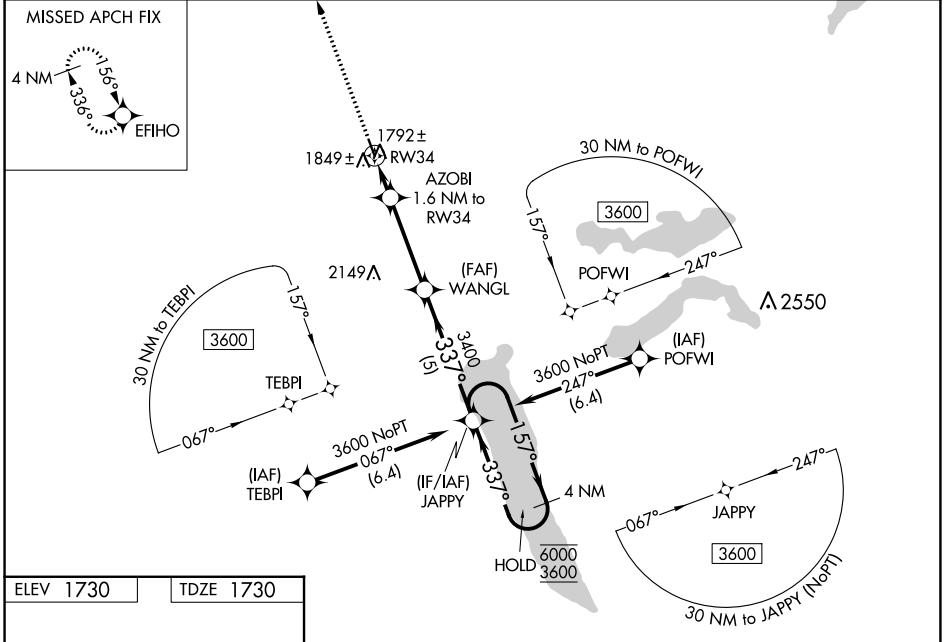 MISSED APCH FIX
4 NM
156°
336°
EFIHO
1792±
1849±
RW34
AZOBI
1.6 NM to
RW34
30 NM to POFWI
3600
157°
247°
POFWI
2149
(FAF)
WANGL
2550
30 NM to TEBPI
157°
3600
TEBPI
067°
3400
337°
(5)
(IAF)
POFWI
3600 NoPT
247°
(6.4)
3600 NoPT
067°
(6.4)
(IAF)
TEBPI
(IF/IAF)
JAPPY
157°
337°
4 NM
HOLD
6000
3600
247°
067°
JAPPY
3600
30 NM to JAPPY (NoPT)
ELEV 1730
TDZE 1730